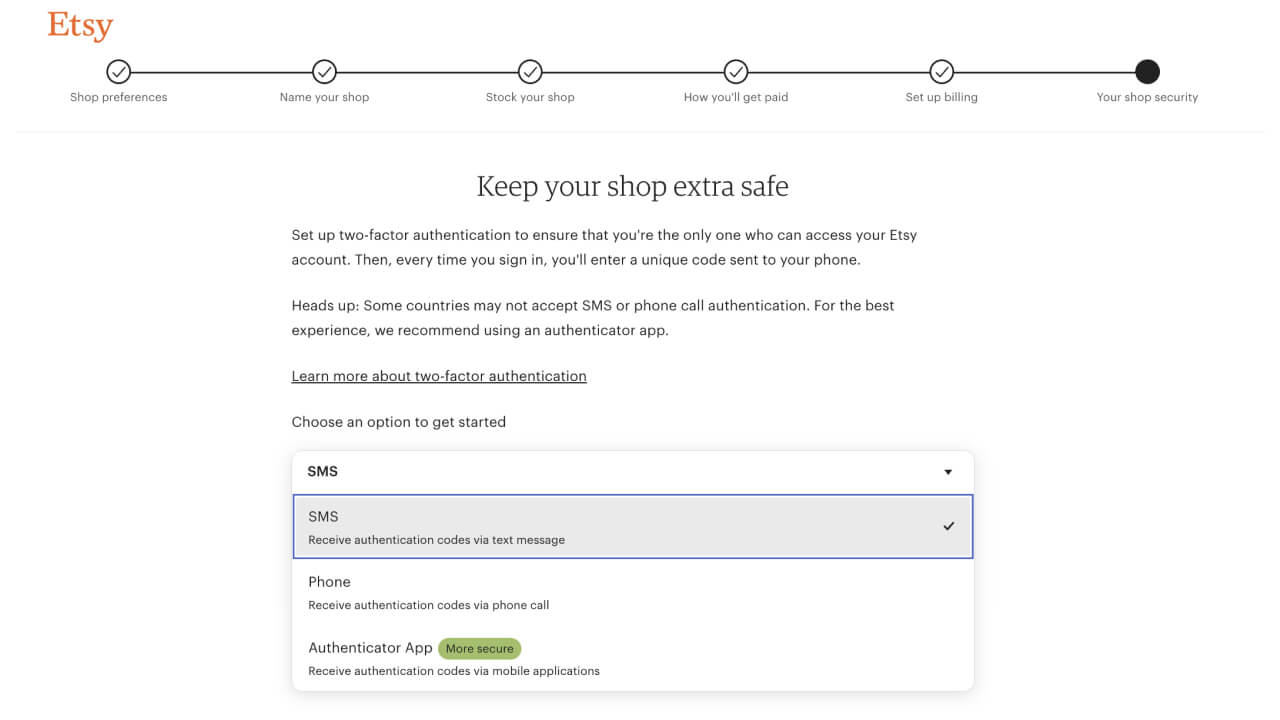 Etsy
Shop preferences
Name your shop
Stock your shop
How you'll get paid
Set up billing
Your shop security
Keep your shop extra safe
Set up two-factor authentication to ensure that you're the only one who can access your Etsy
account. Then, every time you sign in, you'll enter a unique code sent to your phone.
Heads up: Some countries may not accept SMS or phone call authentication. For the best
experience, we recommend using an authenticator app.
Learn more about two-factor authentication
Choose an option to get started
SMS
SMS
Receive authentication codes via text message
Phone
Receive authentication codes via phone call
Authenticator App More secure
Receive authentication codes via mobile applications